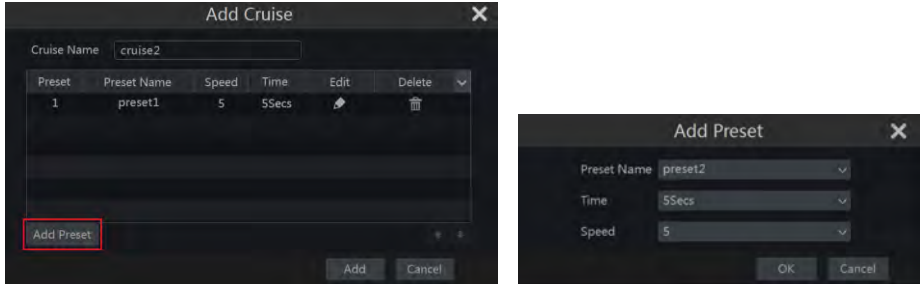 Add Cruise
Cruise Name cruise2
Preset Preset Name Speed Time Edit Delete
1 preset1 5 5Secs
Add Preset
Add Cancel
Add Preset
Preset Name preset2
Time 5Secs
Speed 5
OK Cancel